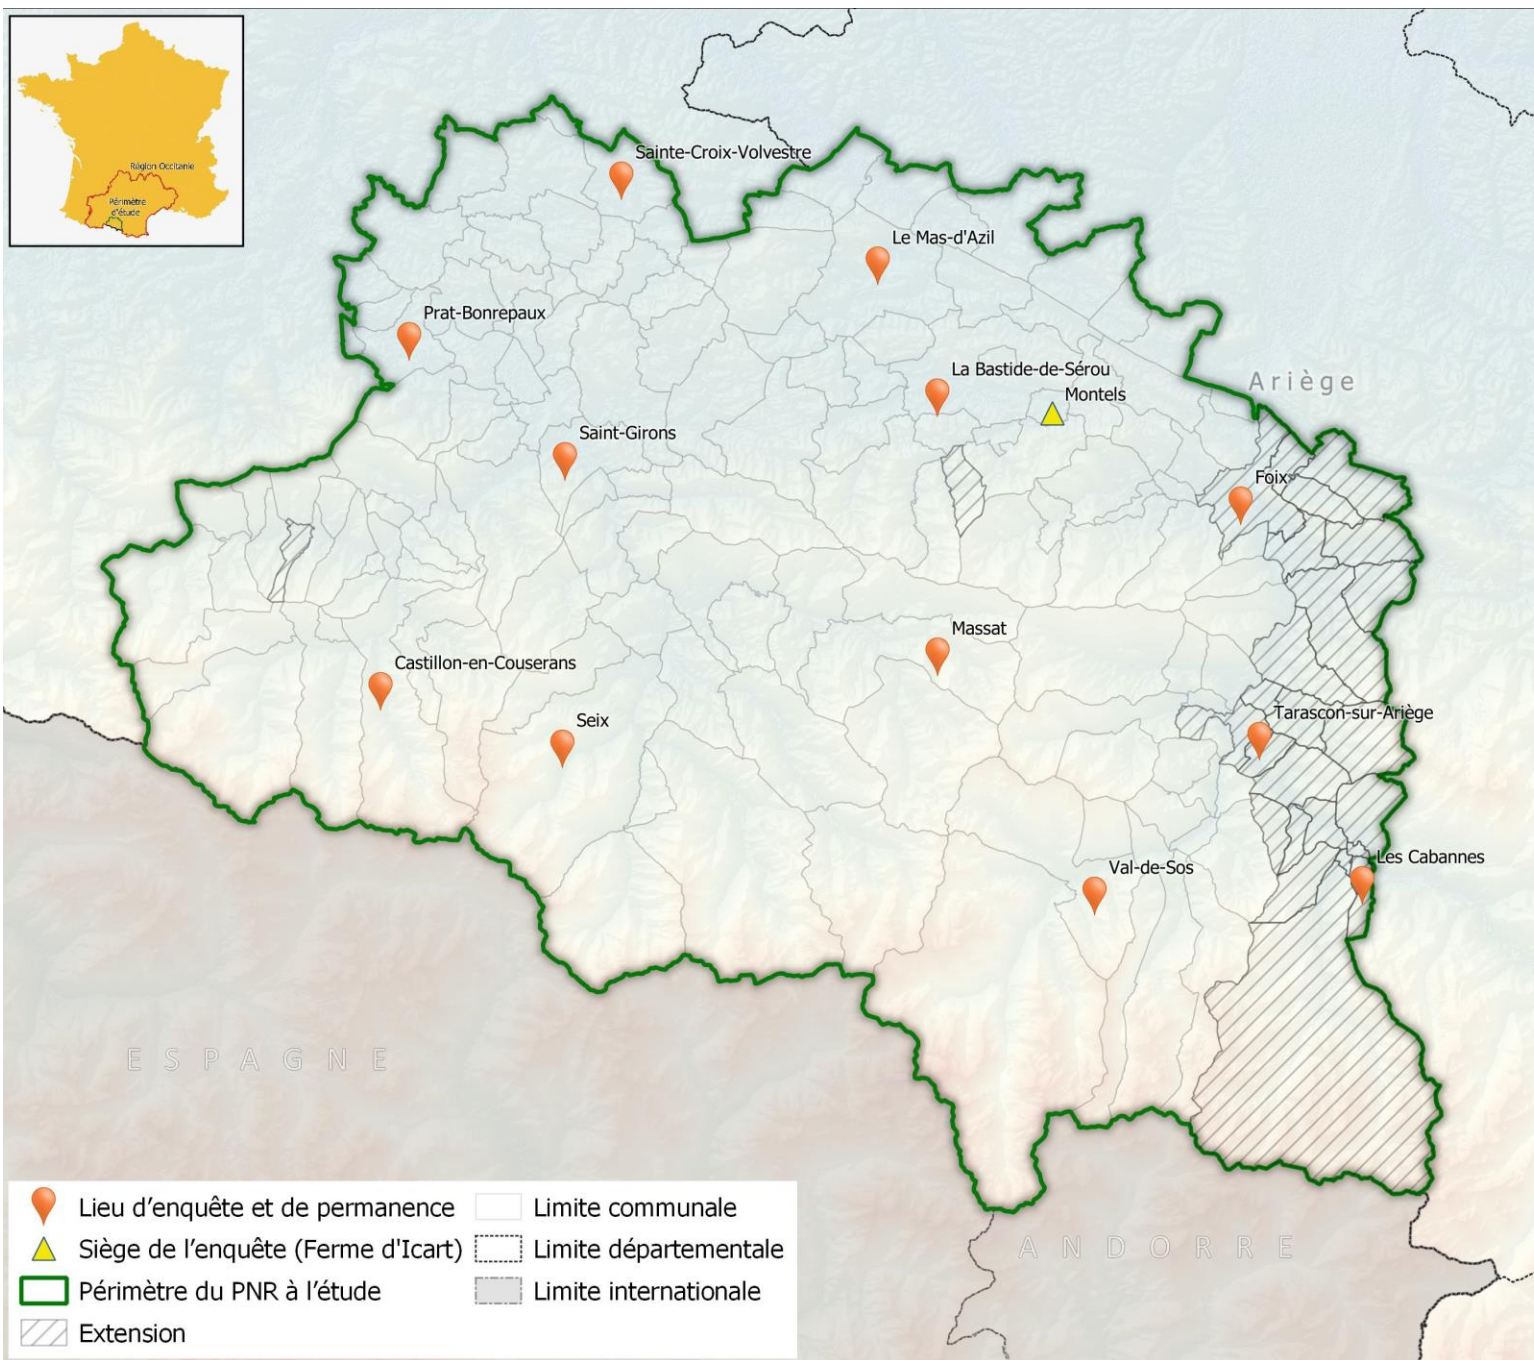 Région Occitanie
Périmètre
d'étude
Sainte-Croix-Volvestre
Le Mas-d'Azil
Prat-Bonrepaux
La Bastide-de-Sérou
Montels
Ariège
Saint-Girons
Foix
Massat
Castillon-en-Couserans
Seix
Tarascon-sur-Ariège
Les Cabannes
Val-de-Sos
ESPAGNE
ANDORRE
Lieu d’enquête et de permanence
Siège de l’enquête (Ferme d'Icart)
Périmètre du PNR à l’étude
Extension
Limite communale
Limite départementale
Limite internationale